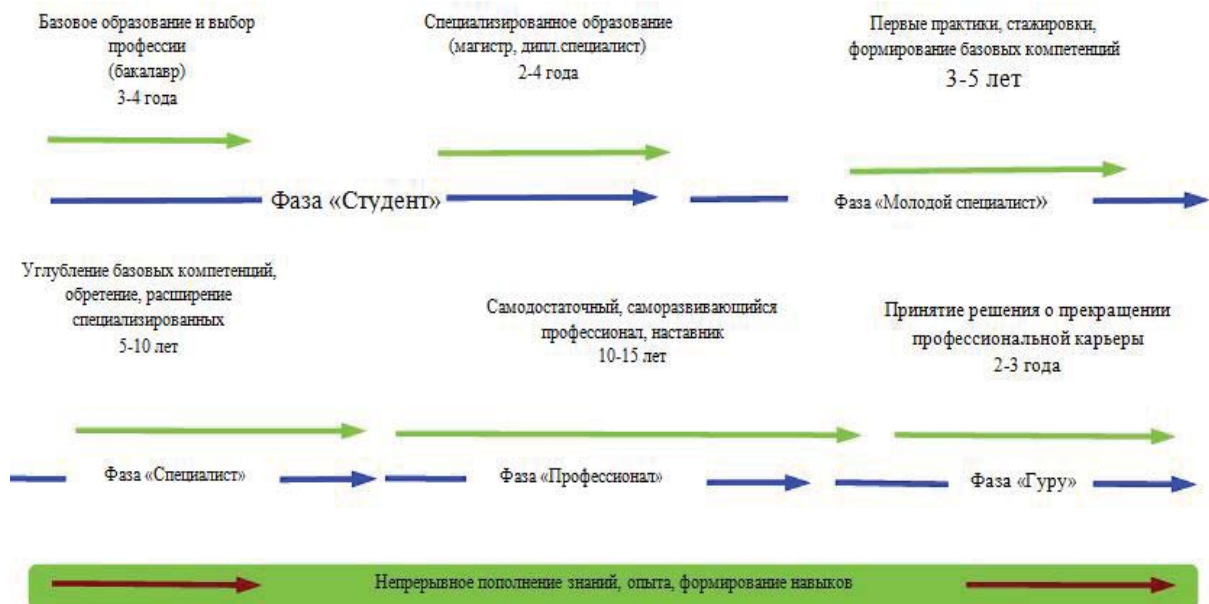 Базовое образование и выбор
профессии
(бакалавр)
3-4 года
Специализированное образование
(магистр, дипл.специалист)
2-4 года
Первые практики, стажировки,
формирование базовых компетенций
3-5 лет
Фаза «Студент»
Фаза «Молодой специалист»
Углубление базовых компетенций,
обретение, расширение
специализированных
5-10 лет
Самодостаточный, саморазвивающийся
профессионал, наставник
10-15 лет
Принятие решения о прекращении
профессиональной карьеры
2-3 года
Фаза «Специалист»
Фаза «Профессионал»
Фаза «Гуру»
Непрерывное пополнение знаний, опыта, формирование навыков